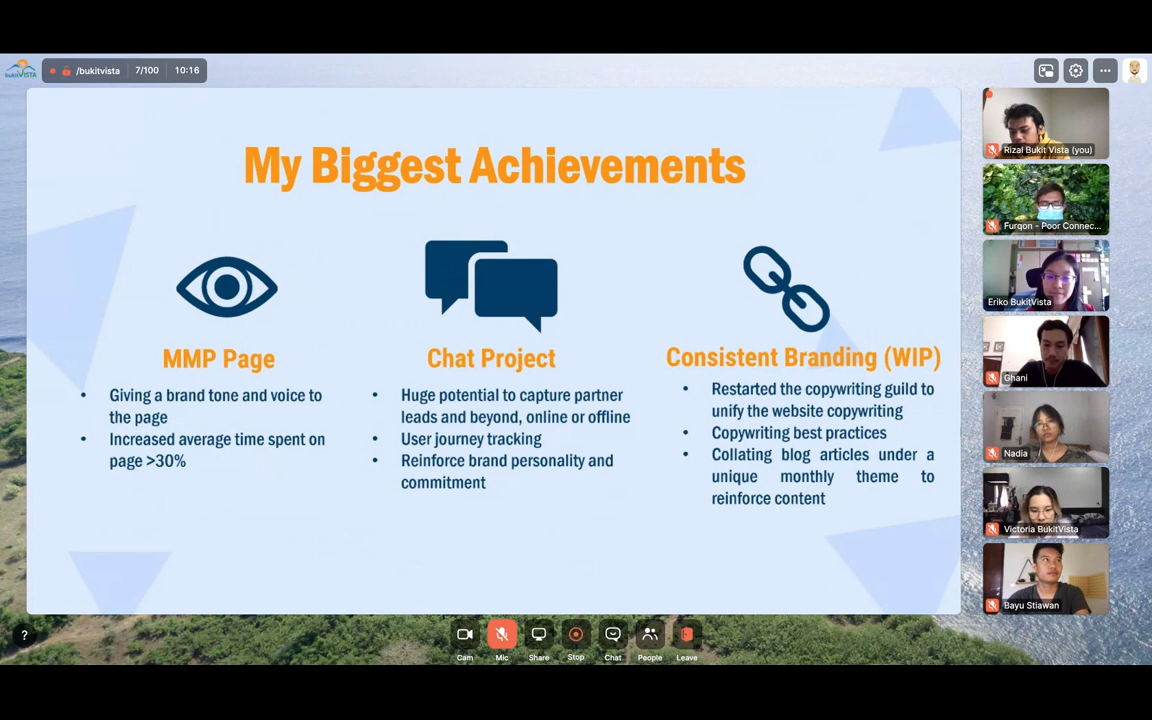 bukitVISTA
/bukitvista
7/100
10:16
My Biggest Achievements
MMP Page
Giving a brand tone and voice to
the page
Increased average time spent on
page >30%
Chat Project
Huge potential to capture partner
leads and beyond, online or offline
User journey tracking
Reinforce brand personality and
commitment
Consistent Branding (WIP)
Restarted the copywriting guild to
unify the website copywriting
Copywriting best practices
Collating blog articles under a
unique monthly theme to
reinforce content
Rizal Bukit Vista (you)
Furqon - Poor Connec...
Eriko BukitVista
Ghani
Nadia
Victoria BukitVista
Bayu Stiawan
?
Cam
Mic
Share
Stop
Chat
People
Leave